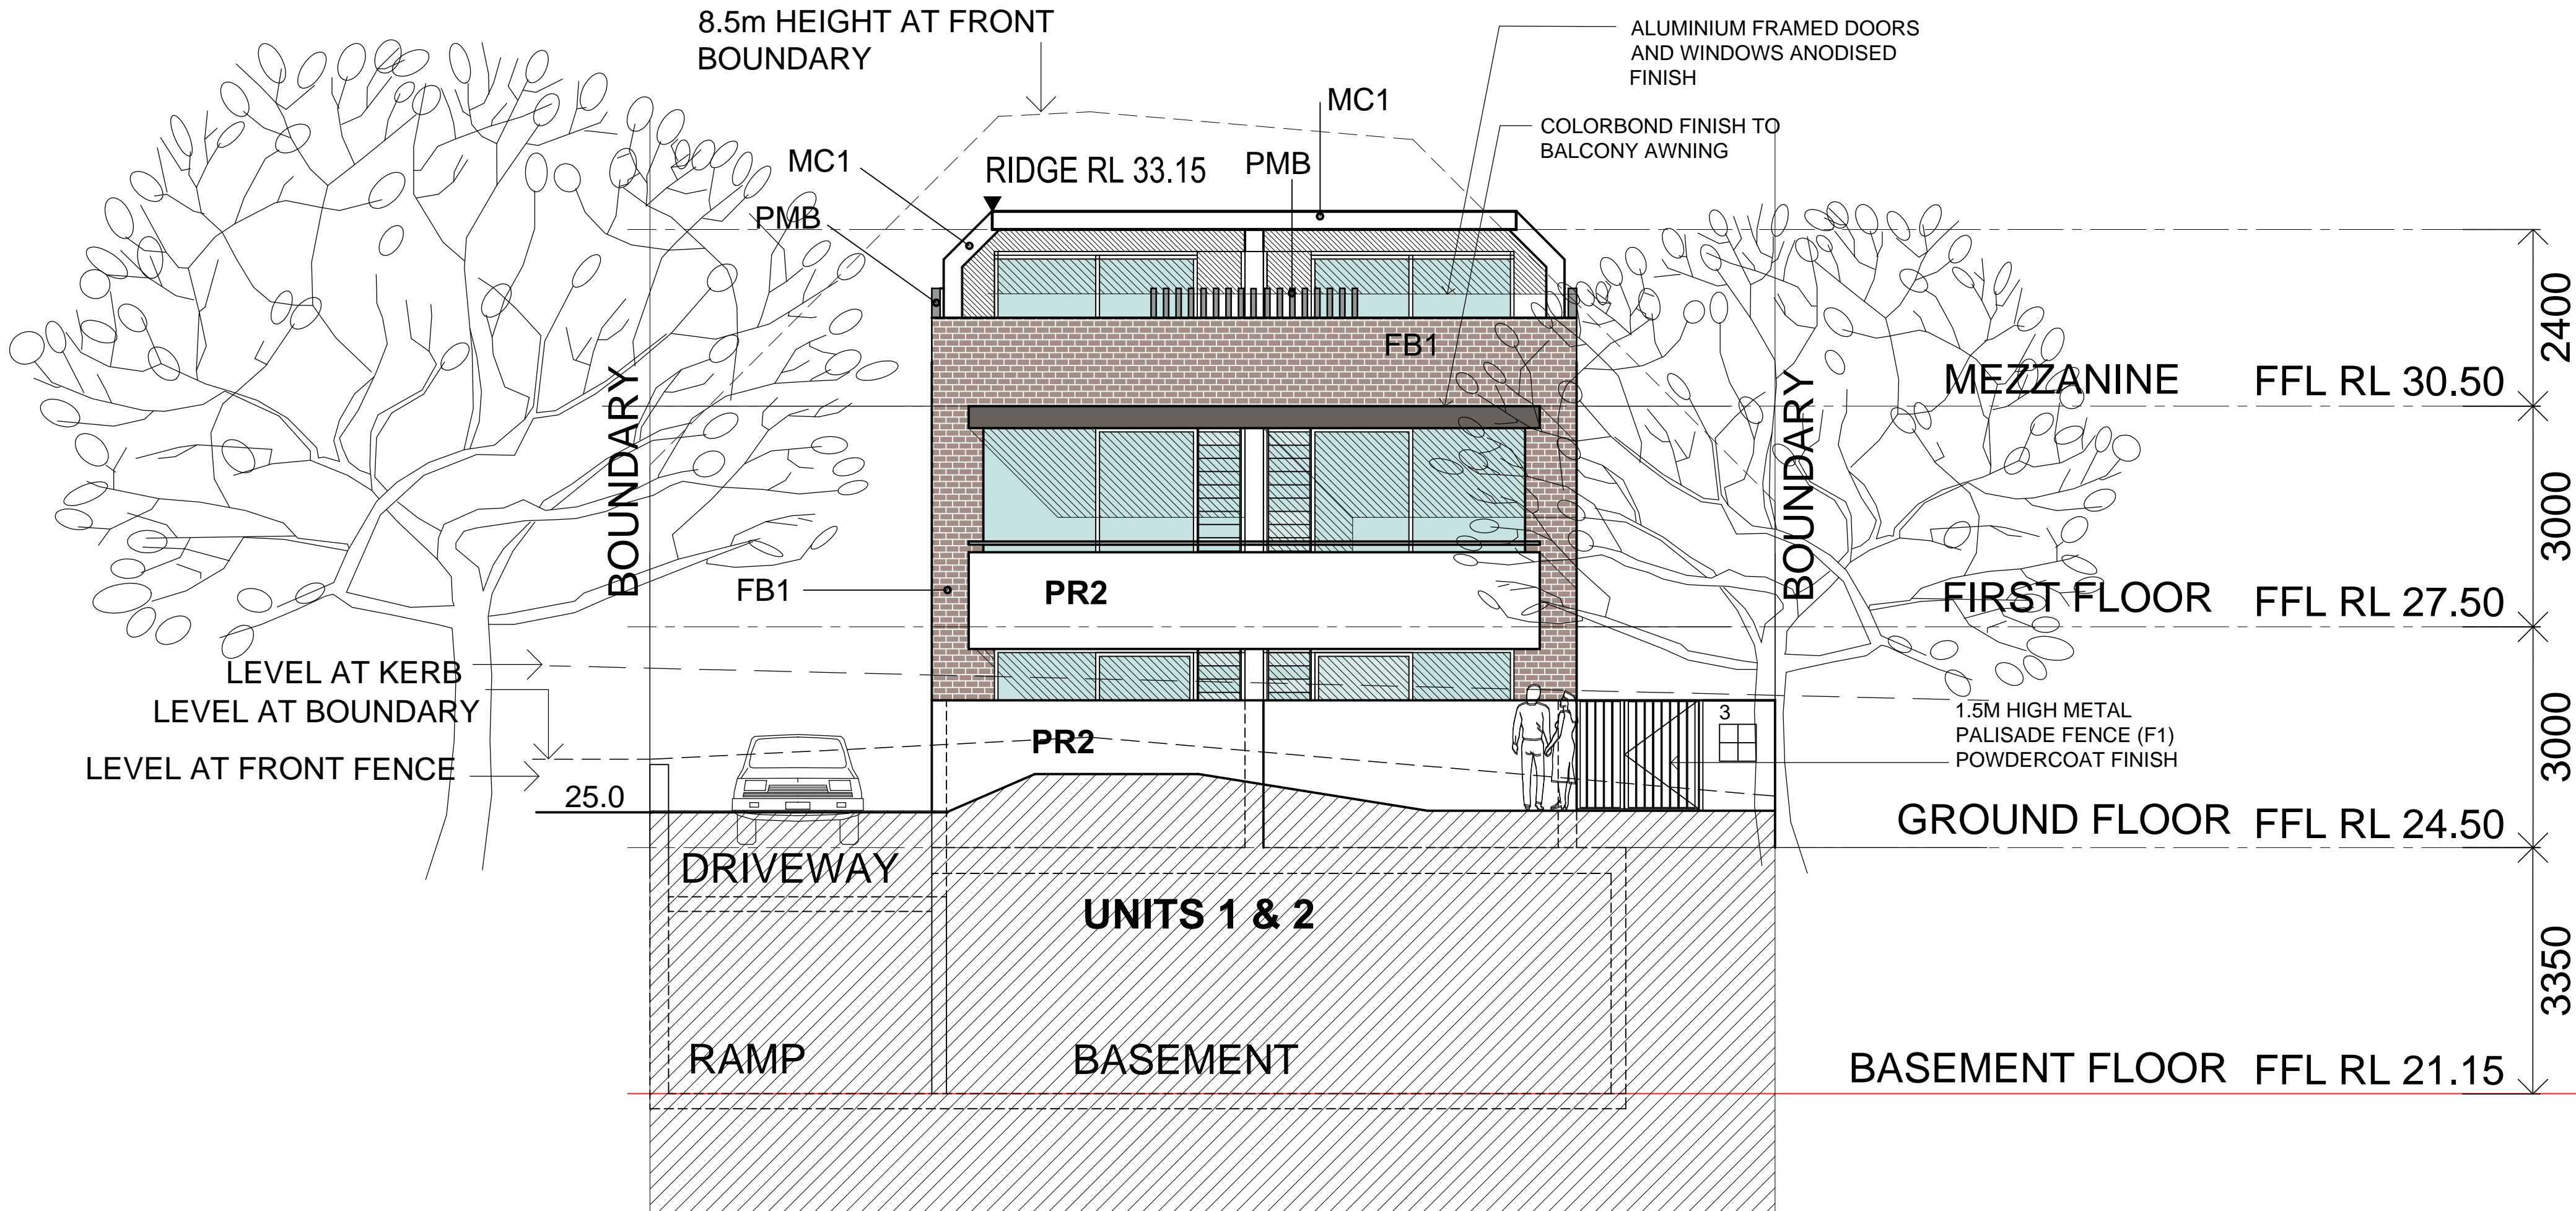 8.5m HEIGHT AT FRONT
BOUNDARY
ALUMINIUM FRAMED DOORS
AND WINDOWS ANODISED
FINISH
MC1
COLORBOND FINISH TO
BALCONY AWNING
MC1
RIDGE RL 33.15
PMB
PMB
2400
FB1
MEZZANINE FFL RL 30.50
BOUNDARY
BOUNDARY
3000
FB1
PR2
FIRST FLOOR FFL RL 27.50
LEVEL AT KERB
LEVEL AT BOUNDARY
LEVEL AT FRONT FENCE
3
1.5M HIGH METAL
PALISADE FENCE (F1)
POWDERCOAT FINISH
PR2
3000
25.0
GROUND FLOOR FFL RL 24.50
DRIVEWAY
UNITS 1 & 2
3350
RAMP
BASEMENT
BASEMENT FLOOR FFL RL 21.15